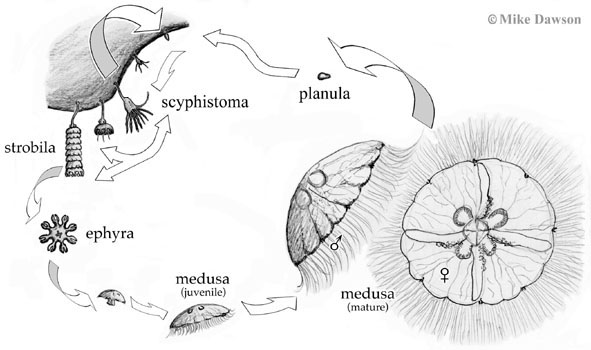 © Mike Dawson
scyphistoma
planula
strobila
ephyra
medusa
(juvenile)
♂
medusa
(mature)
♀